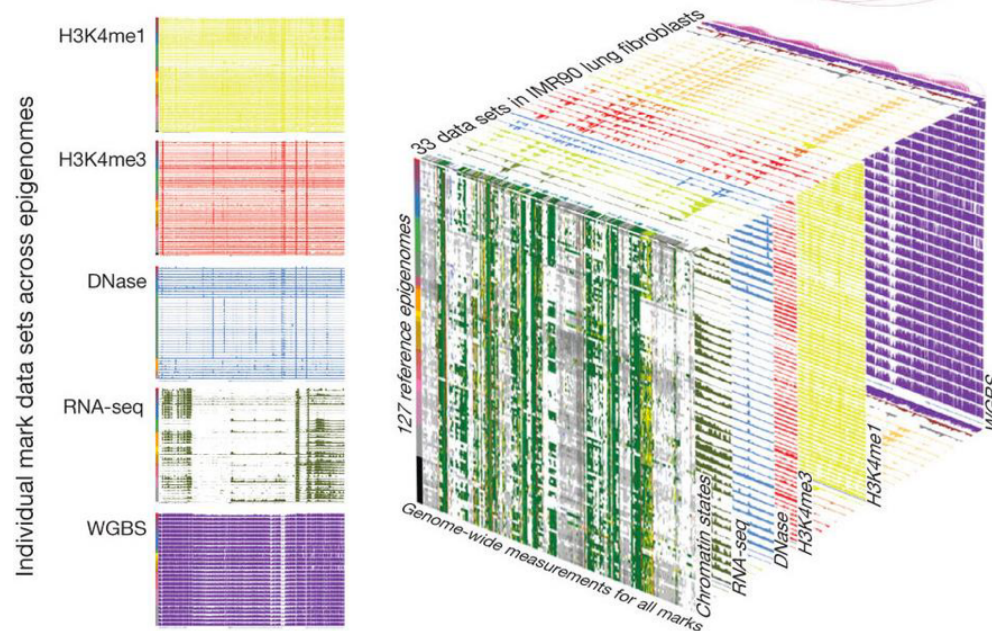 Individual mark data sets across epigenomes
H3K4me1
H3K4me3
DNase
RNA-seq
WGBS
33 data sets in IMR90 lung fibroblasts
127 reference epigenomes
Genome-wide measurements for all marks
Chromatin states
RNA-seq
DNase
H3K4me3
H3K4me1
WGBS